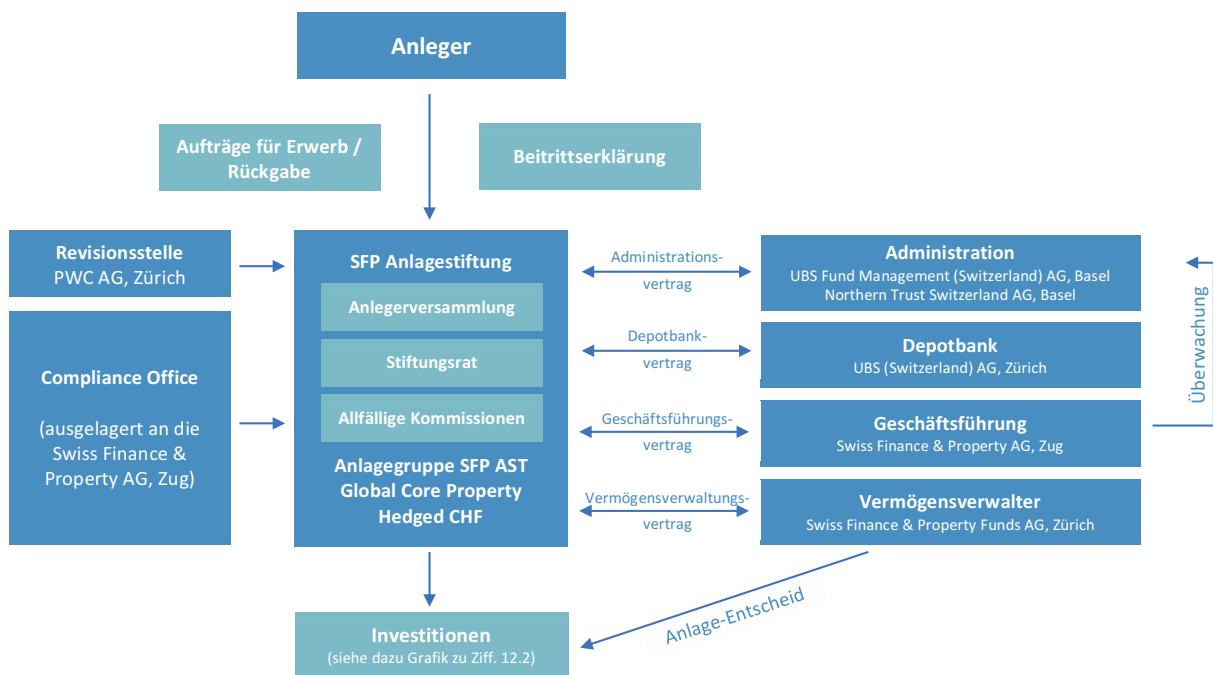 Anleger
Aufträge für Erwerb /
Rückgabe
Beitrittserklärung
Revisionsstelle
PWC AG, Zürich
Compliance Office
(ausgelagert an die
Swiss Finance &
Property AG, Zug)
SFP Anlagestiftung
Anlegerversammlung
Stiftungsrat
Allfällige Kommissionen
Anlagegruppe SFP AST
Global Core Property
Hedged CHF
Administrations-
vertrag
Depotbank-
vertrag
Geschäftsführungs-
vertrag
Vermögensverwaltungs-
vertrag
Administration
UBS Fund Management (Switzerland) AG, Basel
Northern Trust Switzerland AG, Basel
Depotbank
UBS (Switzerland) AG, Zürich
Geschäftsführung
Swiss Finance & Property AG, Zug
Vermögensverwalter
Swiss Finance & Property Funds AG, Zürich
Überwachung
Anlage-Entscheid
Investitionen
(siehe dazu Grafik zu Ziff. 12.2)